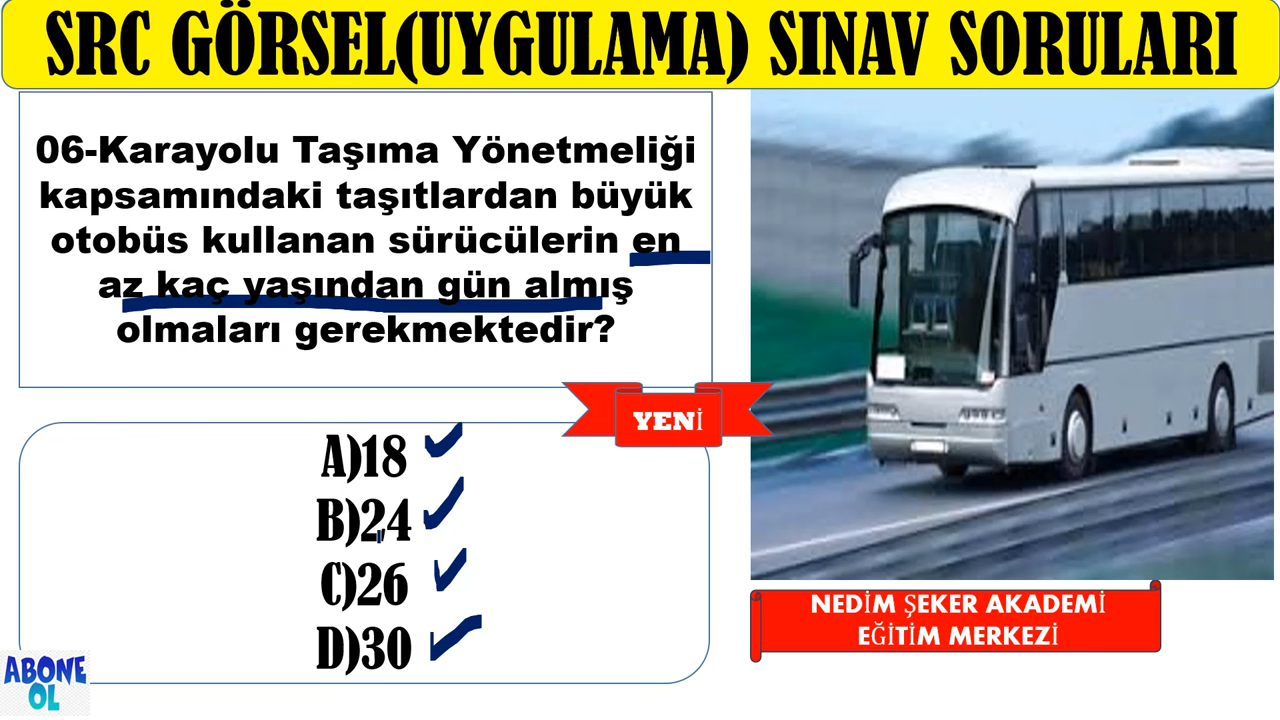 SRC GÖRSEL(UYGULAMA) SINAV SORULARI
06-Karayolu Taşıma Yönetmeliği
kapsamındaki taşıtlardan büyük
otobüs kullanan sürücülerin en
az kaç yaşından gün almış
olmaları gerekmektedir?
YENİ
A)18
B)24
C)26
D)30
NEDİM ŞEKER AKADEMİ
EĞİTİM MERKEZİ
ABONE
OL